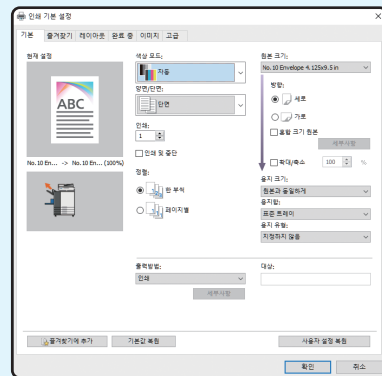 인쇄 기본 설정
기본 즐겨찾기 레이아웃 완료 중 이미지 고급
현재 설정
ABC
No. 10 En... -> No. 10 En... (100%)
색상 모드:
자동
양면/단면:
단면
인쇄:
1
인쇄 및 중단
정렬:
한 부씩
페이지별
원본 크기:
No. 10 Envelope 4.125x9.5 in
방향:
세로
가로
혼합 크기 원본
세부사항
확대/축소 100 %
용지 크기:
원본과 동일하게
용지함:
표준 트레이
용지 유형:
지정하지 않음
출력방법:
인쇄
세부사항
대상:
즐겨찾기에 추가 기본값 복원 사용자 설정 복원
확인 취소